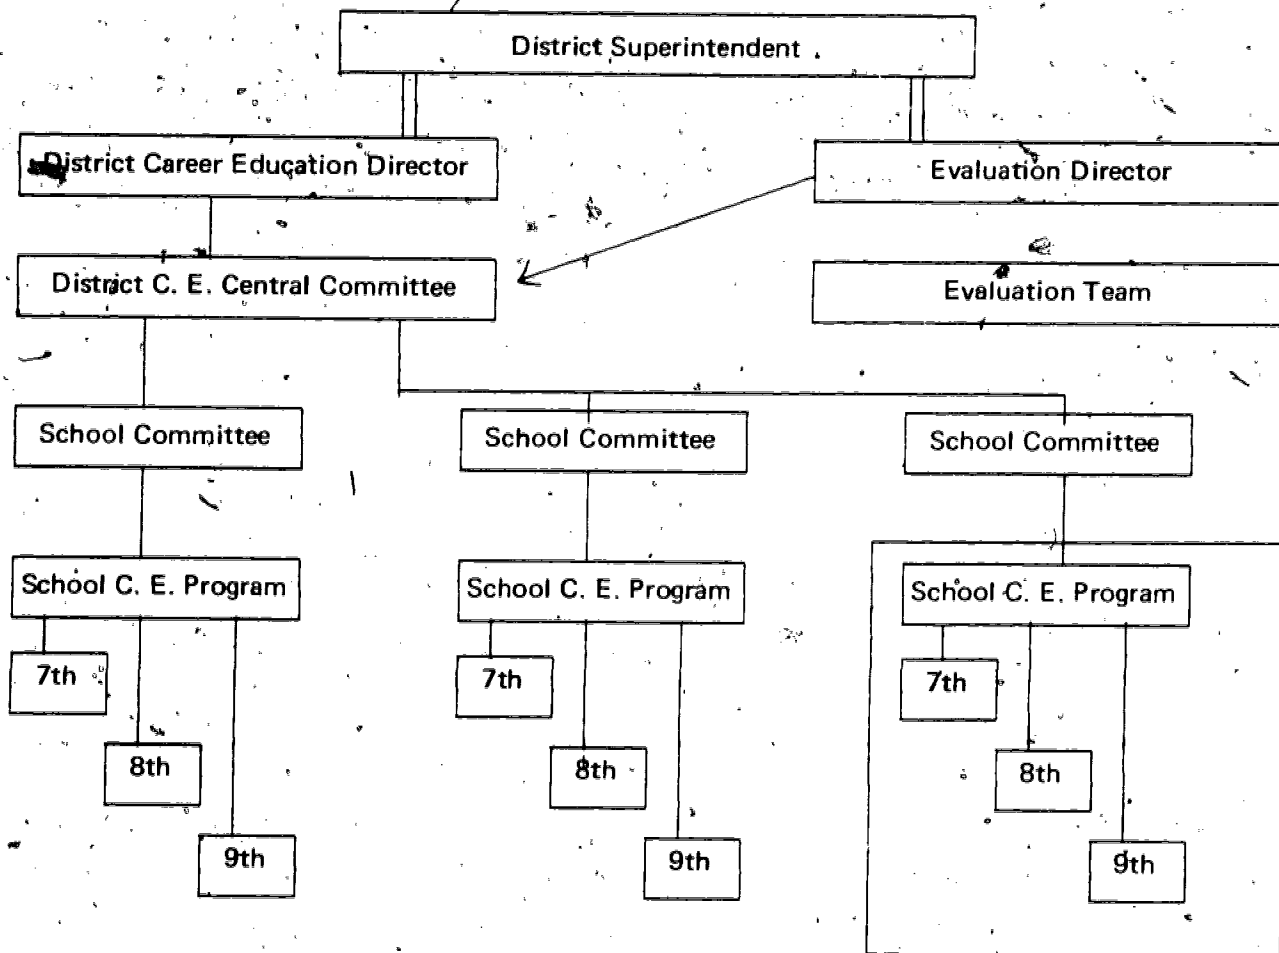 District Superintendent
District Career Education Director
Evaluation Director
District C. E. Central Committee
Evaluation Team
School Committee
School Committee
School Committee
School C. E. Program
School C. E. Program
School C. E. Program
7th
7th
7th
8th
8th
8th
9th
9th
9th